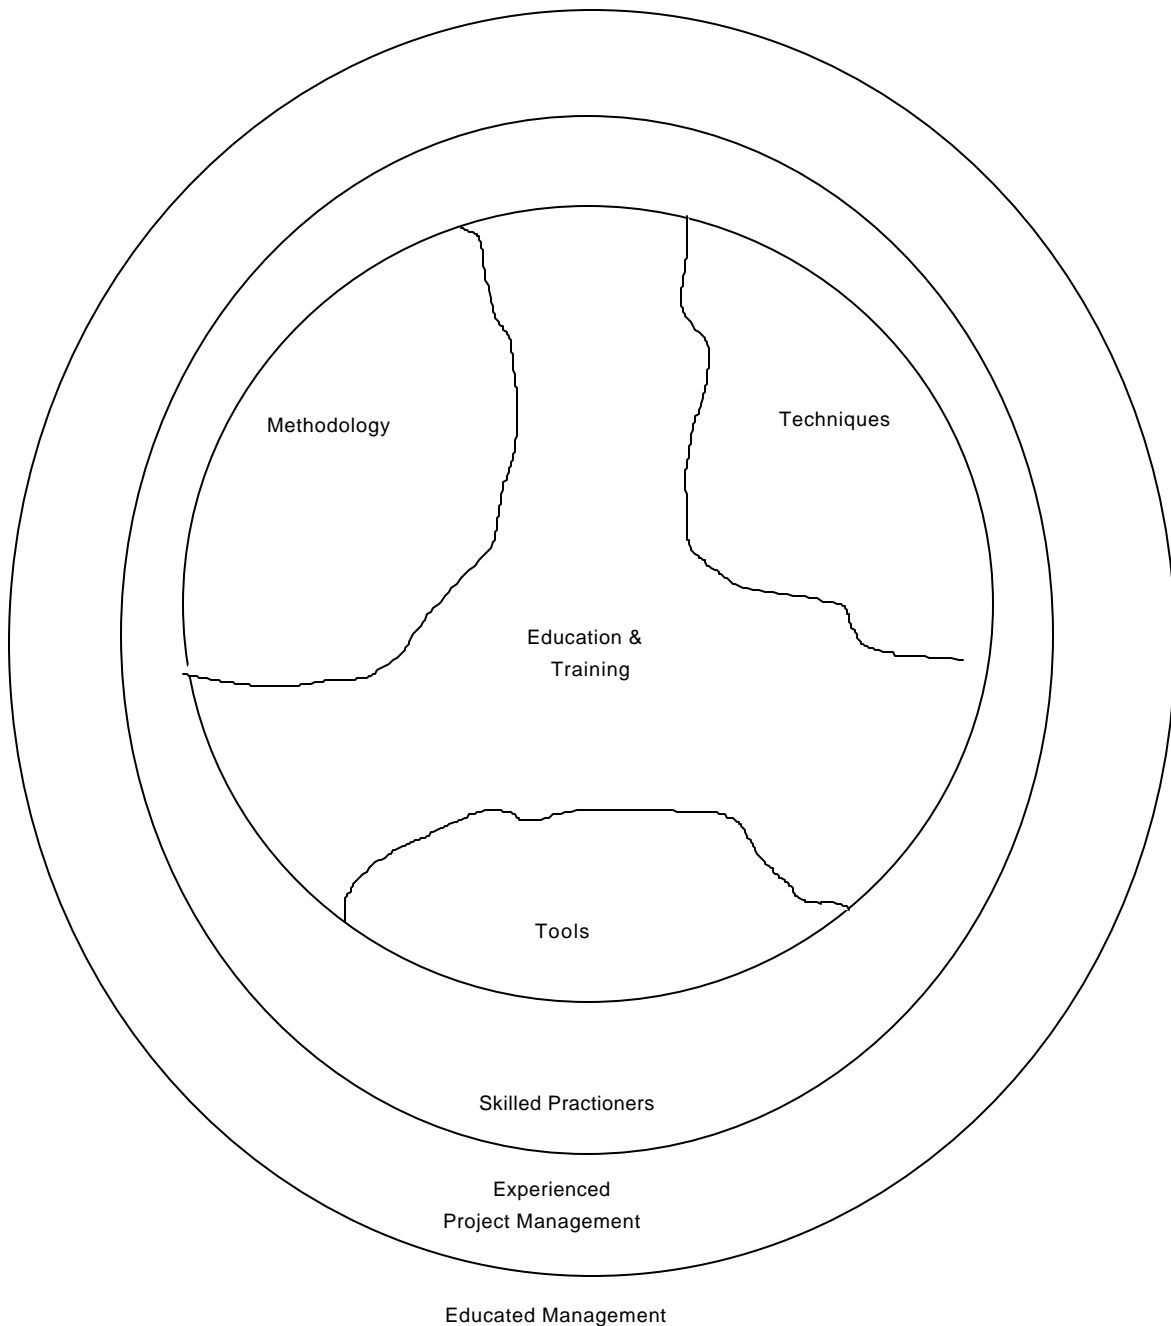 Methodology
Techniques
Education &
Training
Tools
Skilled Practioners
Experienced
Project Management
Educated Management